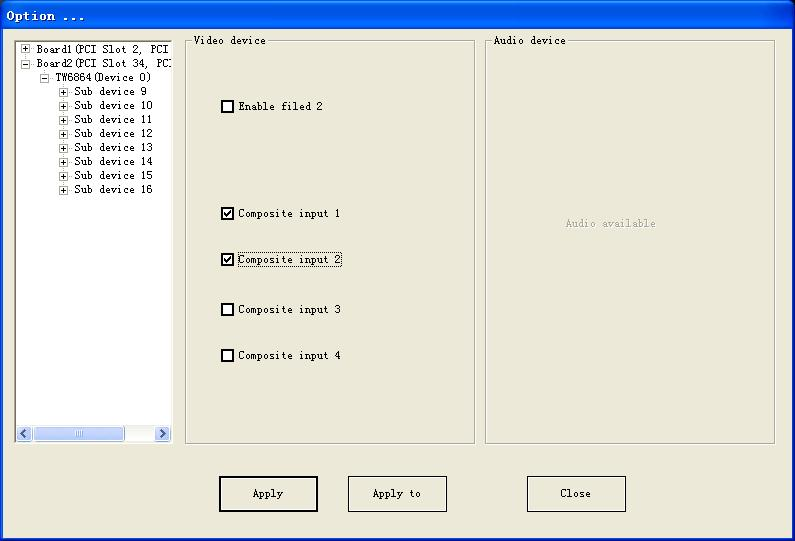 Option ...
Board1(PCI Slot 2, PCI
Board2(PCI Slot 34, PCI
TW6864(Device 0)
Sub device 9
Sub device 10
Sub device 11
Sub device 12
Sub device 13
Sub device 14
Sub device 15
Sub device 16
Video device
Enable filed 2
Composite input 1
Composite input 2
Composite input 3
Composite input 4
Audio device
Audio available
Apply
Apply to
Close